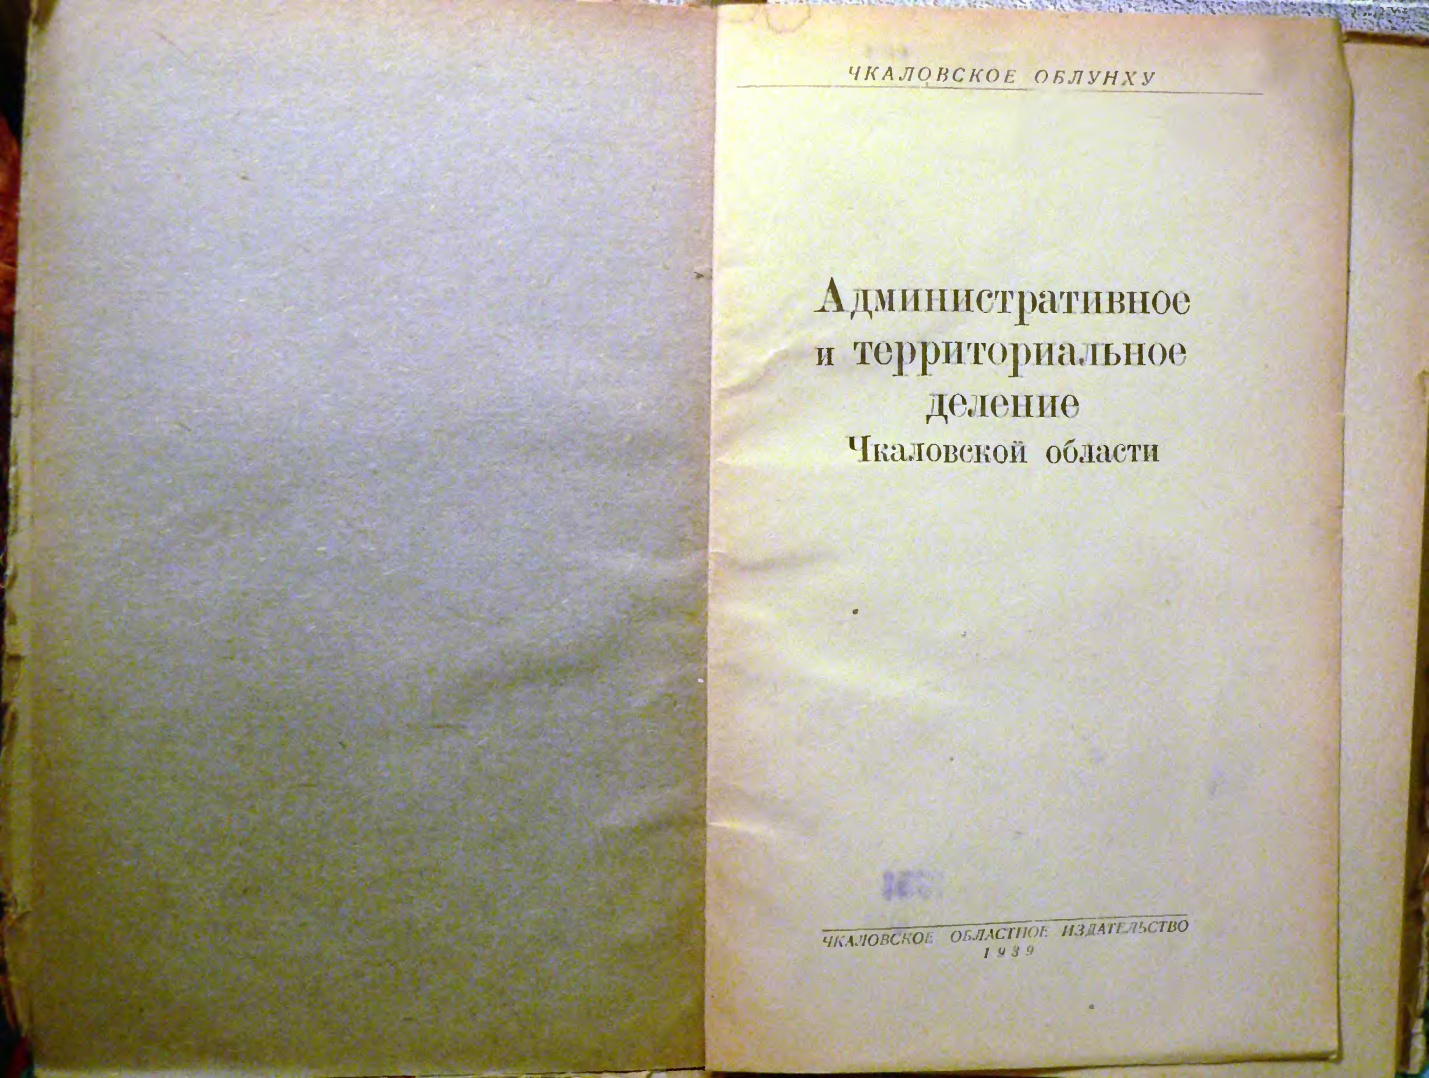 ЧКАЛОВСКОЕ ОБЛУНХУ
Административное
и территориальное
деление
Чкаловской области
ЧКАЛОВСКОЕ ОБЛАСТНОЕ ИЗДАТЕЛЬСТВО
1939